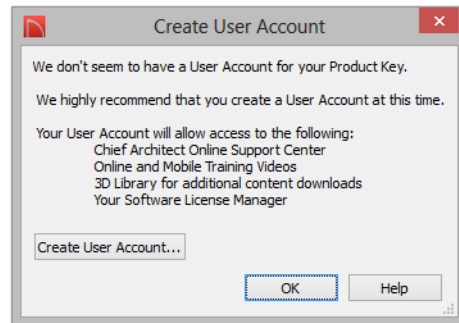 Create User Account
We don't seem to have a User Account for your Product Key.
We highly recommend that you create a User Account at this time.
Your User Account will allow access to the following:
Chief Architect Online Support Center
Online and Mobile Training Videos
3D Library for additional content downloads
Your Software License Manager
Create User Account...
OK
Help